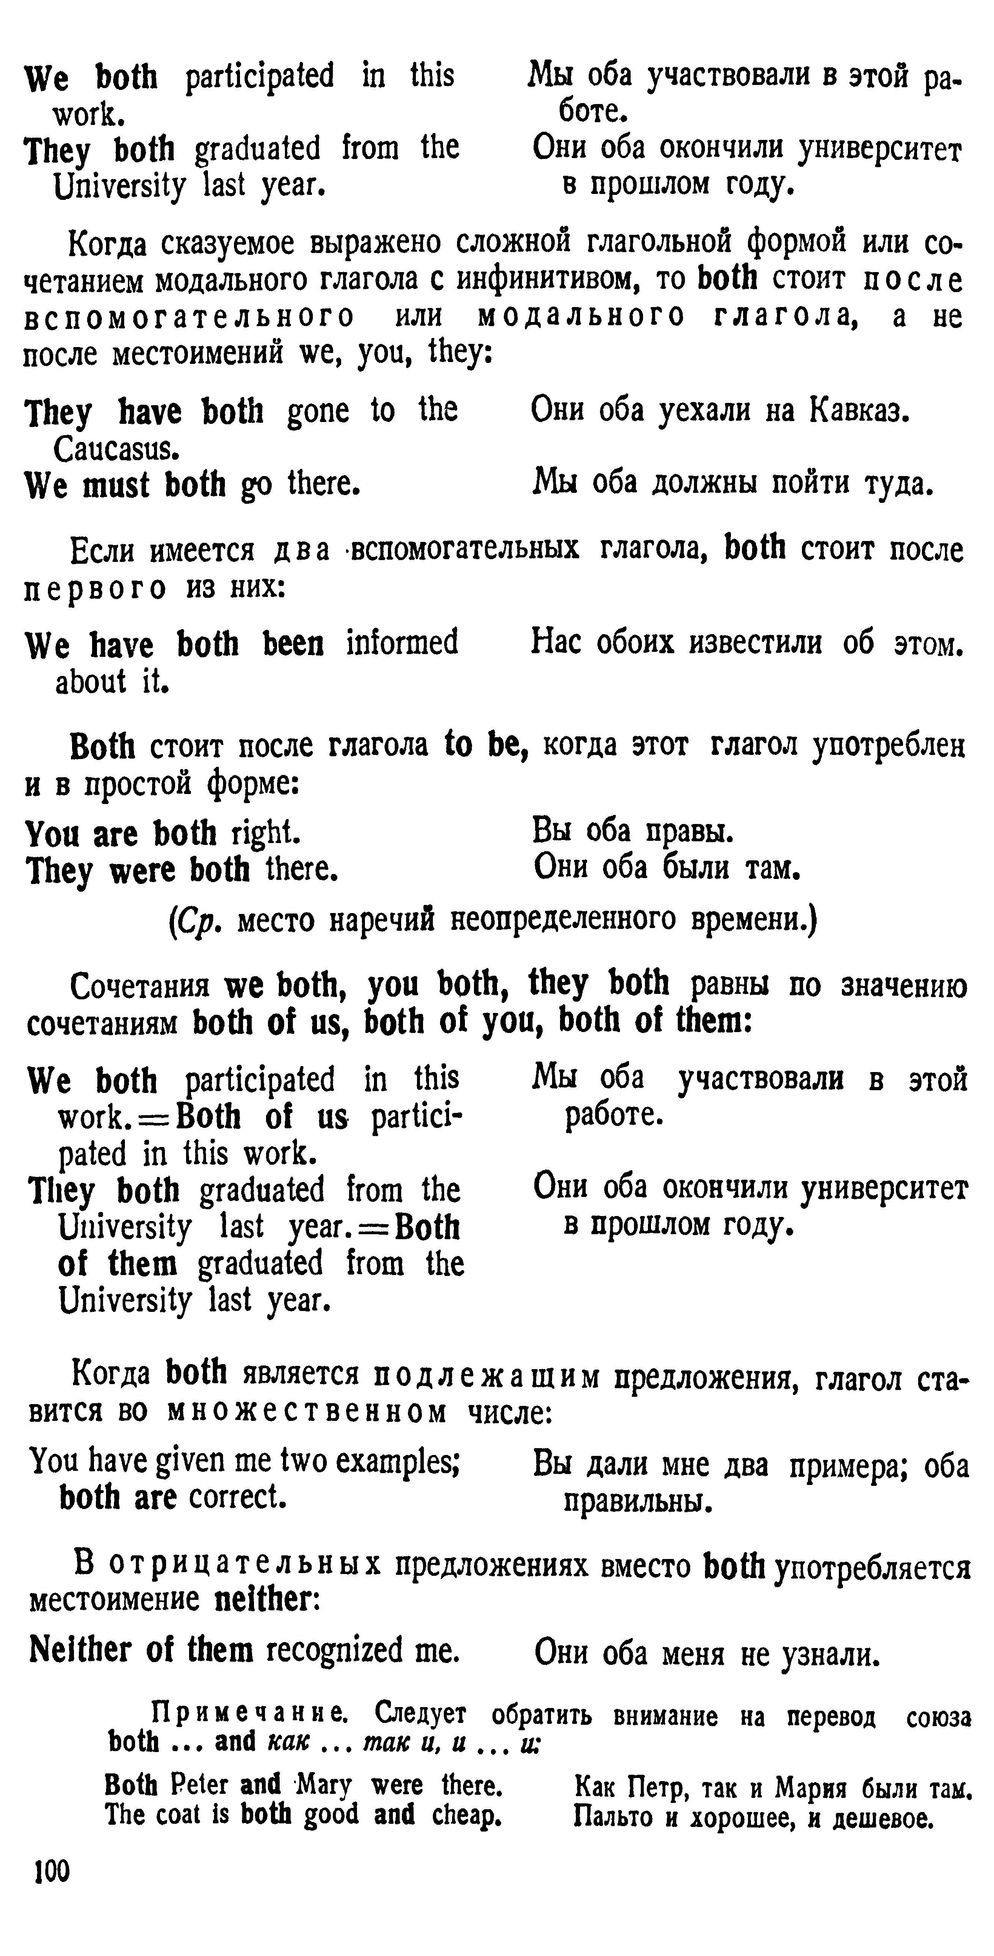 We both participated in this
work.
Мы оба участвовали в этой ра-
боте.
They both graduated from the
University last year.
Они оба окончили университет
в прошлом году.
Когда сказуемое выражено сложной глагольной формой или со-
четанием модального глагола с инфинитивом, то both стоит после
вспомогательного или модального глагола, а не
после местоимений we, you, they:
They have both gone to the
Caucasus.
Они оба уехали на Кавказ.
We must both go there.
Мы оба должны пойти туда.
Если имеется два вспомогательных глагола, both стоит после
первого из них:
We have both been informed
about it.
Нас обоих известили об этом.
Both стоит после глагола to be, когда этот глагол употреблен
и в простой форме:
You are both right.
Вы оба правы.
They were both there.
Они оба были там.
(Ср. место наречий неопределенного времени.)
Сочетания we both, you both, they both равны по значению
сочетаниям both of us, both of you, both of them:
We both participated in this
work.=Both of us partici-
pated in this work.
Мы оба участвовали в этой
работе.
They both graduated from the
University last year.=Both
of them graduated from the
University last year.
Они оба окончили университет
в прошлом году.
Когда both является подлежащим предложения, глагол ста-
вится во множественном числе:
You have given me two examples;
both are correct.
Вы дали мне два примера; оба
правильны.
В отрицательных предложениях вместо both употребляется
местоимение neither:
Neither of them recognized me.
Они оба меня не узнали.
Примечание. Следует обратить внимание на перевод союза
both ... and как ... так и, и ... и:
Both Peter and Mary were there.
Как Петр, так и Мария были там.
The coat is both good and cheap.
Пальто и хорошее, и дешевое.
100